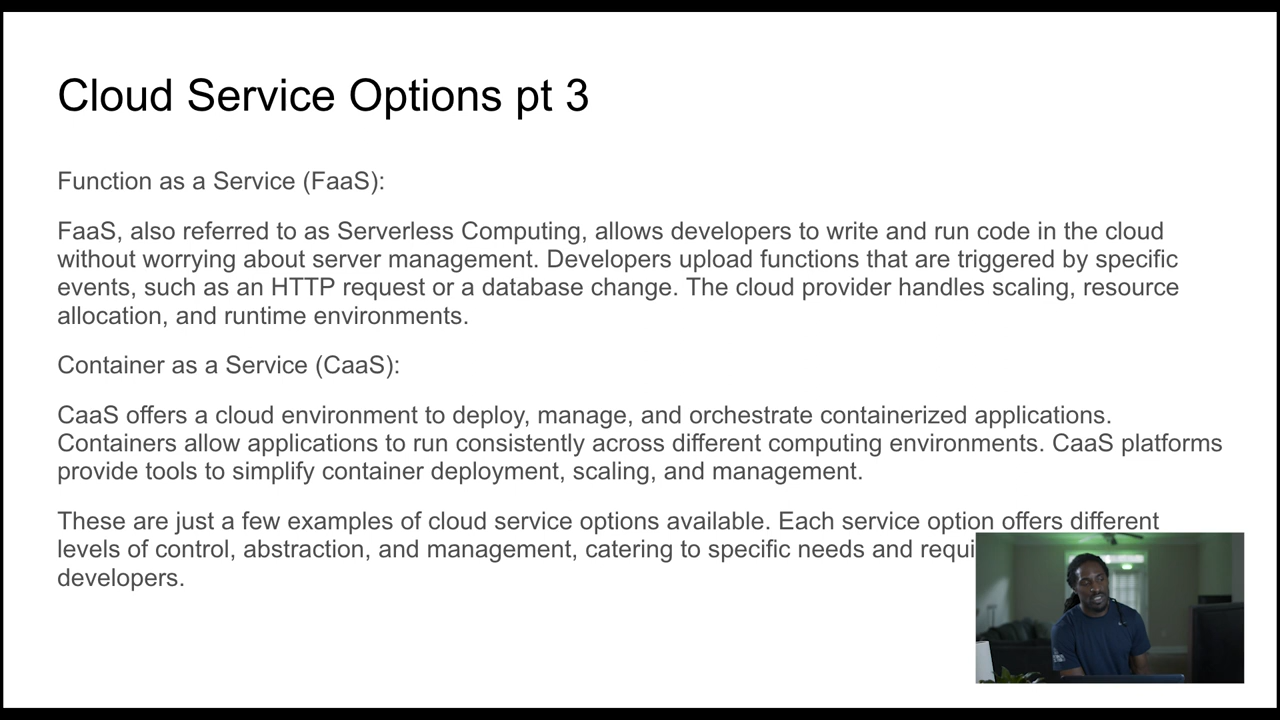 Cloud Service Options pt 3
Function as a Service (FaaS):
FaaS, also referred to as Serverless Computing, allows developers to write and run code in the cloud
without worrying about server management. Developers upload functions that are triggered by specific
events, such as an HTTP request or a database change. The cloud provider handles scaling, resource
allocation, and runtime environments.
Container as a Service (CaaS):
CaaS offers a cloud environment to deploy, manage, and orchestrate containerized applications.
Containers allow applications to run consistently across different computing environments. CaaS platforms
provide tools to simplify container deployment, scaling, and management.
These are just a few examples of cloud service options available. Each service option offers different
levels of control, abstraction, and management, catering to specific needs and
developers.